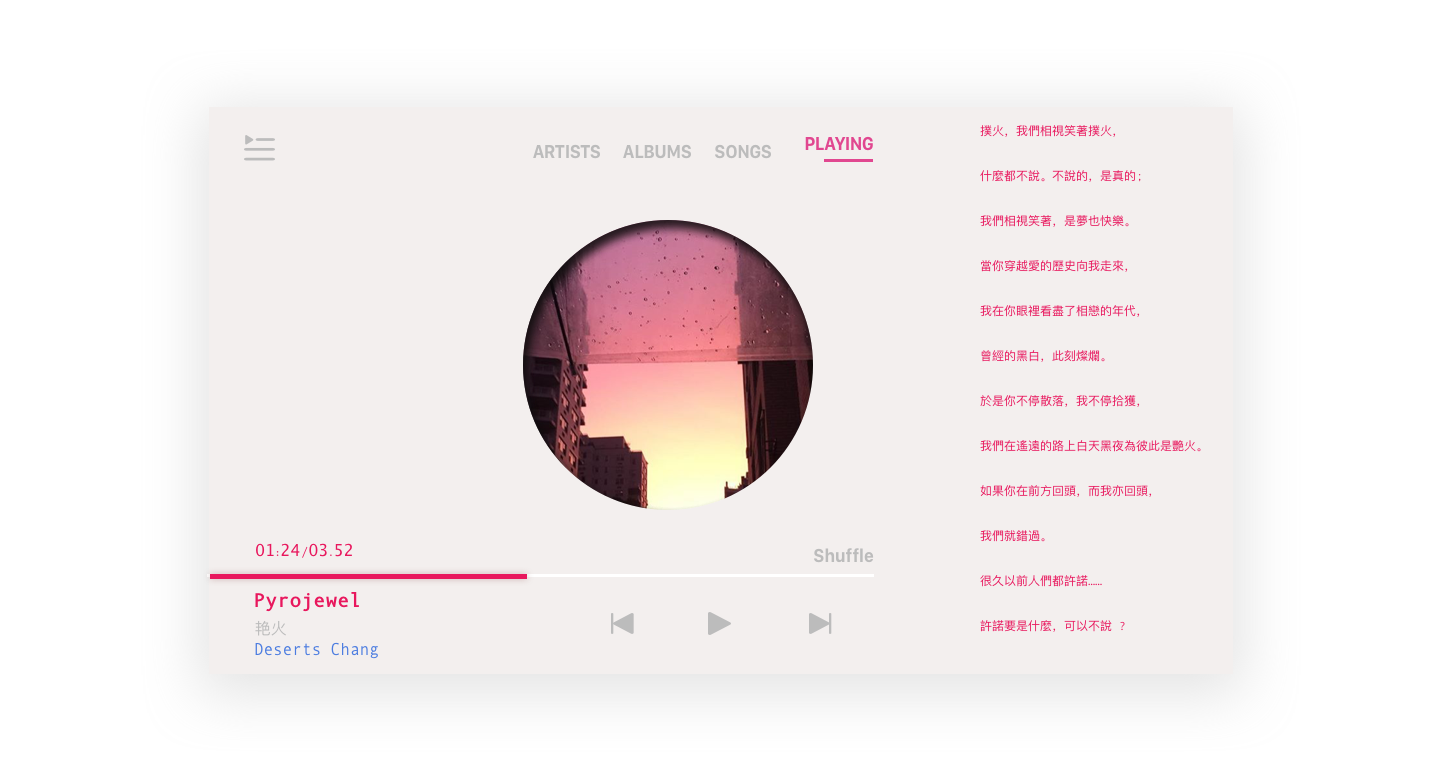 ARTISTS ALBUMS SONGS PLAYING
01:24/03.52
Shuffle
Pyrojewel
艳火
Deserts Chang
撲火，我們相視笑著撲火，
什麼都不說。不說的，是真的；
我們相視笑著，是夢也快樂。
當你穿越愛的歷史向我走來，
我在你眼裡看盡了相戀的年代，
曾經的黑白，此刻燦爛。
於是你不停散落，我不停拾獲，
我們在遙遠的路上白天黑夜為彼此是艷火。
如果你在前方回頭，而我亦回頭，
我們就錯過。
很久以前人們都許諾……
許諾要是什麼，可以不說 ?